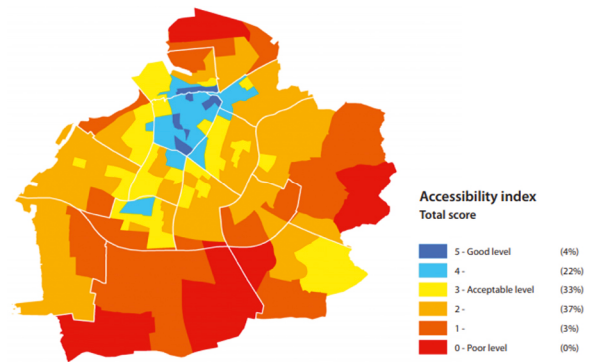 Accessibility index
Total score
5 - Good level (4%)
4 - (22%)
3 - Acceptable level (33%)
2 - (37%)
1 - (3%)
0 - Poor level (0%)